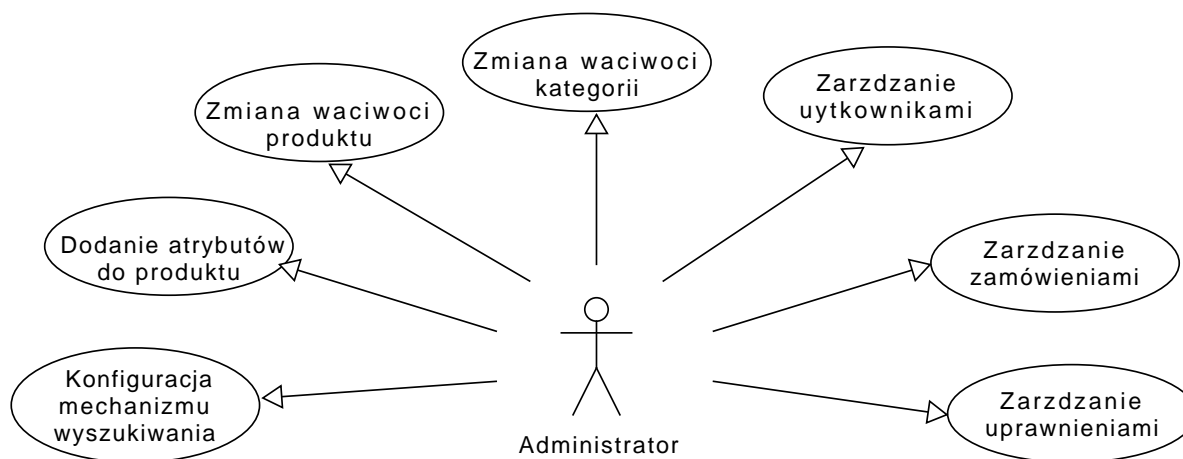 Zmiana waciwoci
kategorii
Zmiana waciwoci
produktu
Zarzdzanie
uytkownikami
Dodanie atrybutów
do produktu
Zarzdzanie
zamówieniami
Konfiguracja
mechanizmu
wyszukiwania
Zarzdzanie
uprawnieniami
Administrator